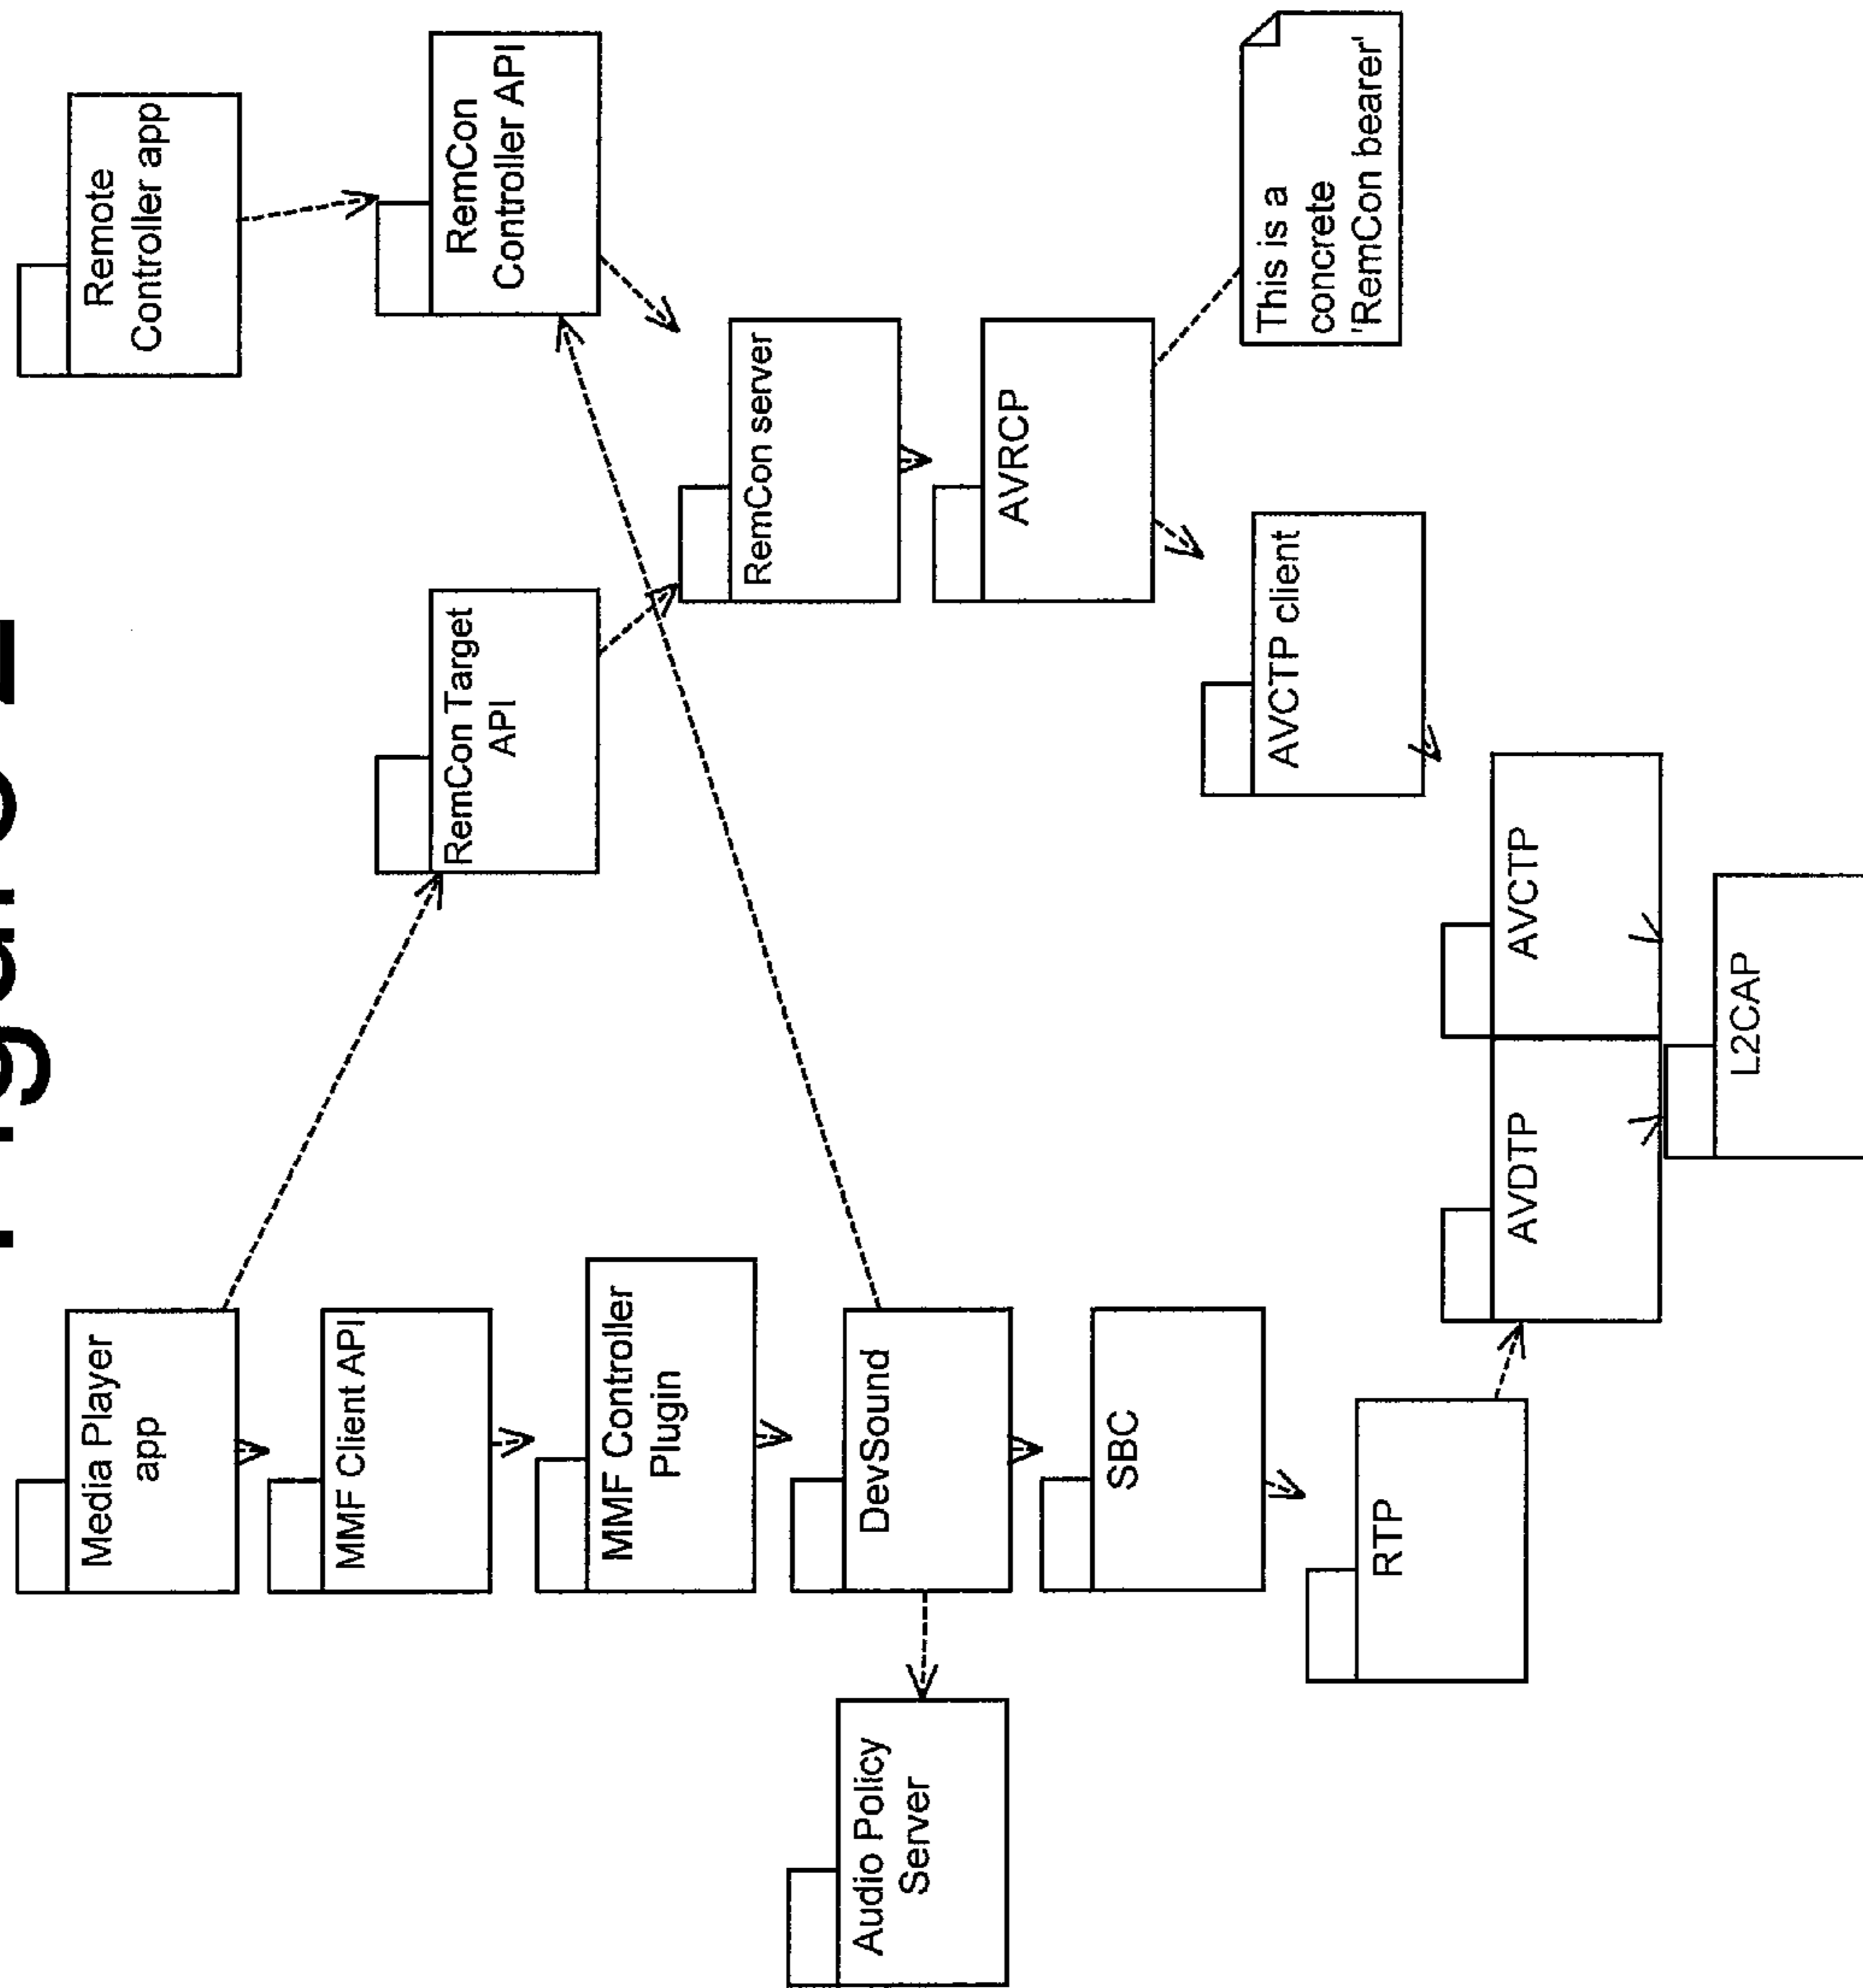 Media Player
app
Remote
Controller app
MMF Client API
RemCon Target
API
RemCon
Controller API
MMF Controller
Plugin
RemCon server
Audio Policy
Server
DevSound
AVRCP
SBC
AVCTP client
This is a
concrete
'RemCon bearer'
RTP
AVDTP
AVCTP
L2CAP